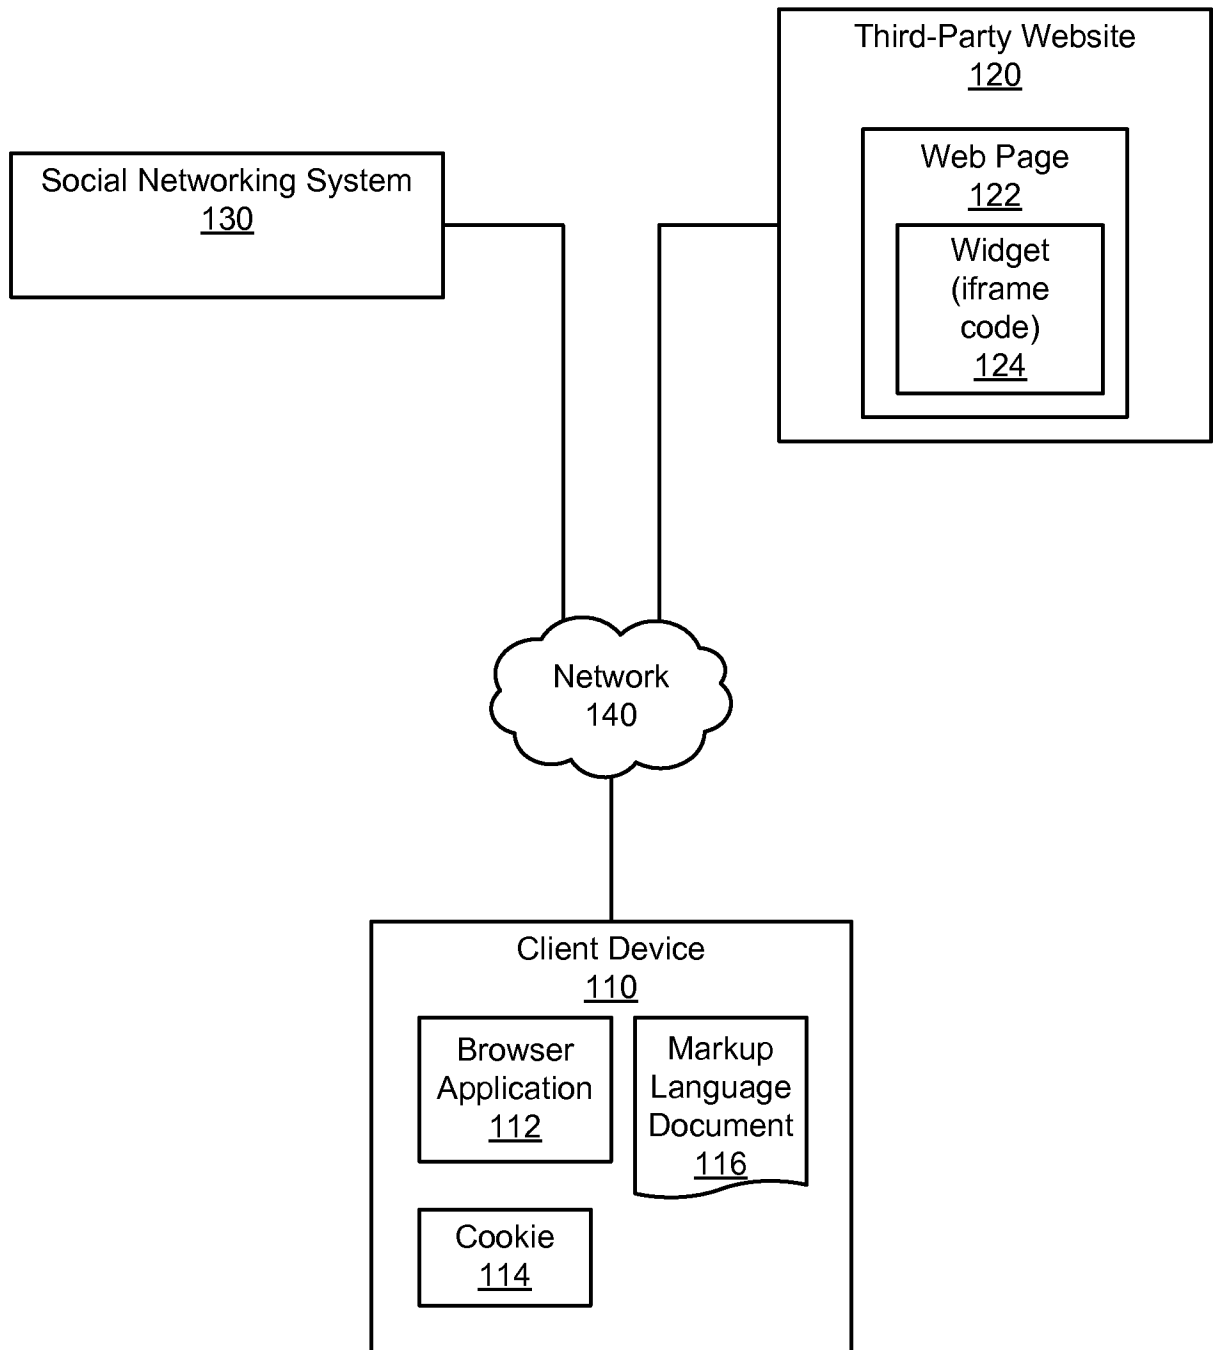 Third-Party Website
120
Web Page
122
Widget
(iframe
code)
124
Social Networking System
130
Network
140
Client Device
110
Browser
Application
112
Markup
Language
Document
116
Cookie
114